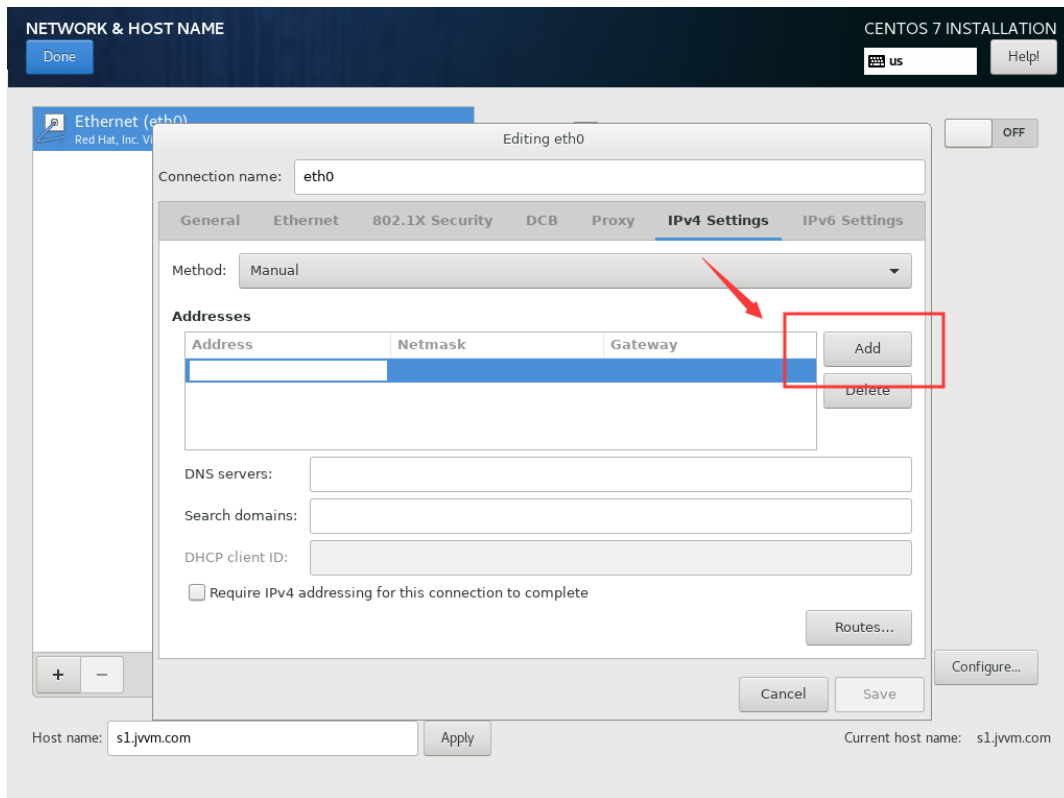 NETWORK & HOST NAME
CENTOS 7 INSTALLATION
Done
us
Help!
Ethernet (eth0)
Red Hat, Inc. Vi
OFF
Editing eth0
Connection name: eth0
General Ethernet 802.1X Security DCB Proxy IPv4 Settings IPv6 Settings
Method: Manual
Addresses
Address Netmask Gateway
Add
Delete
DNS servers:
Search domains:
DHCP client ID:
Require IPv4 addressing for this connection to complete
Routes...
+ −
Configure...
Cancel Save
Host name: s1.jvvm.com Apply Current host name: s1.jvvm.com